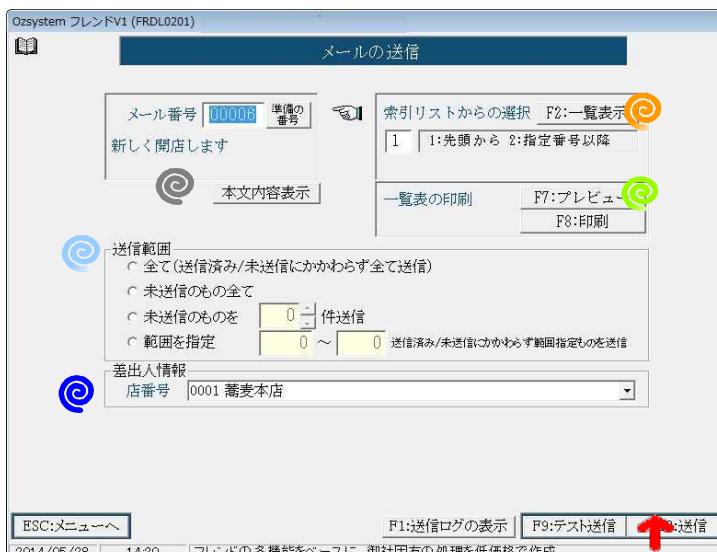 Ozsystem フレンドV1 (FRDL0201)
メールの送信
メール番号 00006 準備の番号
新しく開店します
本文内容表示
索引リストからの選択 F2:一覧表示
1 1:先頭から 2:指定番号以降
一覧表の印刷 F7:プレビュー
F8:印刷
送信範囲
全て(送信済み/未送信にかかわらず全て送信)
未送信のもの全て
未送信のものを 0 件送信
範囲を指定 0 ～ 0 送信済み/未送信にかかわらず範囲指定ものを送信
差出人情報
店番号 0001 蕎麦本店
ESC:メニューへ F1:送信ログの表示 F9:テスト送信 :送信
2014/05/28 14:30 フレンドの各機能をベースに、御社固有の処理を低価格で作成